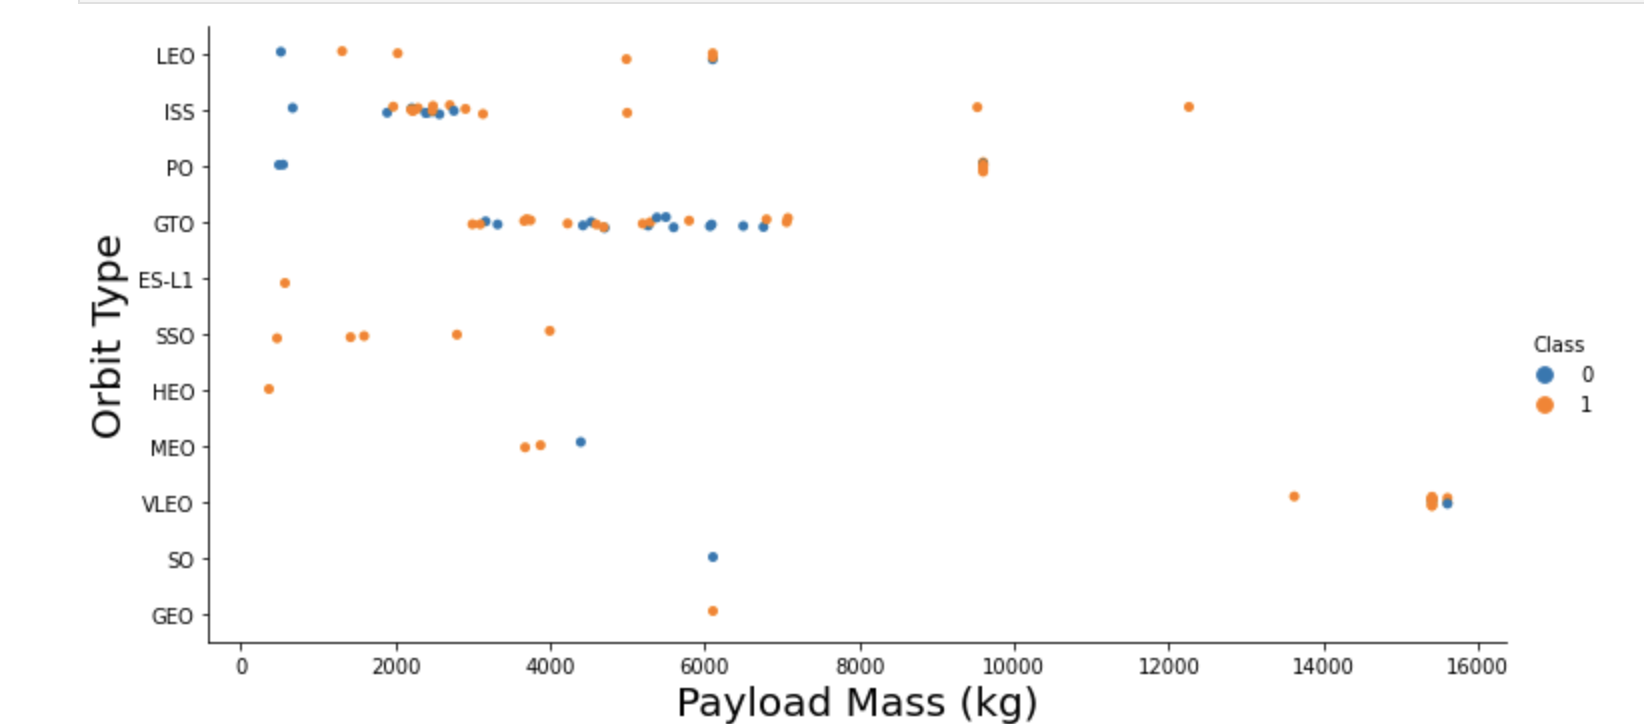 LEO
ISS
PO
GTO
ES-L1
SSO
HEO
MEO
VLEO
SO
GEO
Orbit Type
0 2000 4000 6000 8000 10000 12000 14000 16000
Payload Mass (kg)
Class
0
1